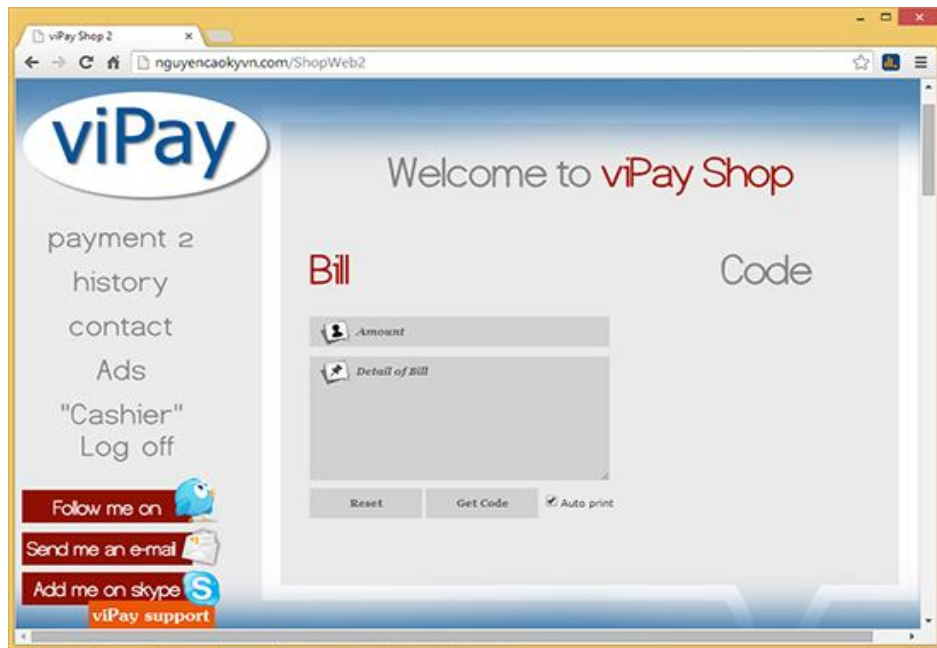 viPay Shop 2
nguyencaokyvn.com/ShopWeb2
viPay
Welcome to viPay Shop
payment 2
history
contact
Ads
"Cashier"
Log off
Follow me on
Send me an e-mail
Add me on skype
viPay support
Bill
Code
Amount
Detail of Bill
Reset
Get Code
Auto print